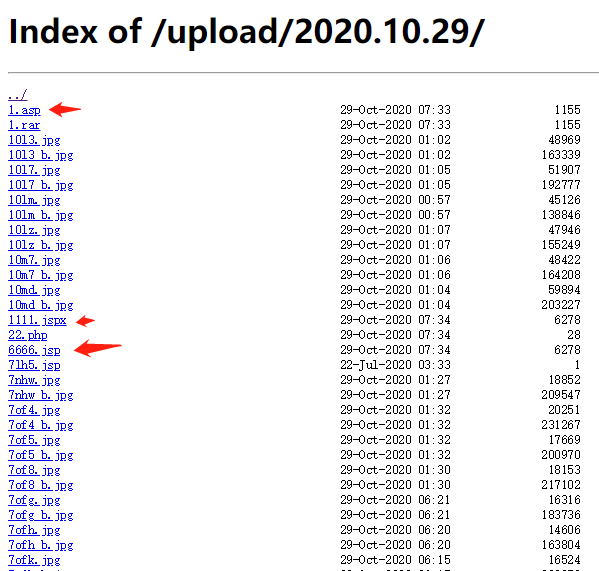 Index of /upload/2020.10.29/
../
1.asp 29-Oct-2020 07:33 1155
1.rar 29-Oct-2020 07:33 1155
10l3.jpg 29-Oct-2020 01:02 48969
10l3_b.jpg 29-Oct-2020 01:02 163339
10l7.jpg 29-Oct-2020 01:05 51907
10l7_b.jpg 29-Oct-2020 01:05 192777
10lm.jpg 29-Oct-2020 00:57 45126
10lm_b.jpg 29-Oct-2020 00:57 138846
10lz.jpg 29-Oct-2020 01:07 47946
10lz_b.jpg 29-Oct-2020 01:07 155249
10m7.jpg 29-Oct-2020 01:06 48422
10m7_b.jpg 29-Oct-2020 01:06 164208
10md.jpg 29-Oct-2020 01:04 59894
10md_b.jpg 29-Oct-2020 01:04 203227
1111.jspx 29-Oct-2020 07:34 6278
22.php 29-Oct-2020 07:34 28
6666.jsp 29-Oct-2020 07:34 6278
7lh5.jsp 22-Jul-2020 03:33 1
7nhw.jpg 29-Oct-2020 01:27 18852
7nhw_b.jpg 29-Oct-2020 01:27 209547
7of4.jpg 29-Oct-2020 01:32 20251
7of4_b.jpg 29-Oct-2020 01:32 231267
7of5.jpg 29-Oct-2020 01:32 17669
7of5_b.jpg 29-Oct-2020 01:32 200970
7of8.jpg 29-Oct-2020 01:30 18153
7of8_b.jpg 29-Oct-2020 01:30 217102
7ofg.jpg 29-Oct-2020 06:21 16316
7ofg_b.jpg 29-Oct-2020 06:21 183736
7ofh.jpg 29-Oct-2020 06:20 14606
7ofh_b.jpg 29-Oct-2020 06:20 163804
7ofk.jpg 29-Oct-2020 06:15 16524